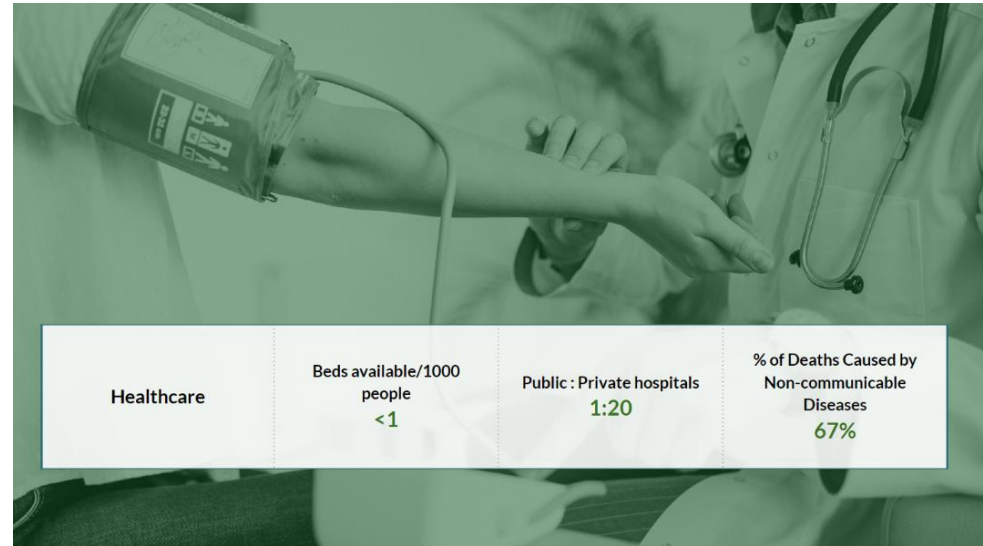 Healthcare
Beds available/1000
people
<1
Public : Private hospitals
1:20
% of Deaths Caused by
Non-communicable
Diseases
67%